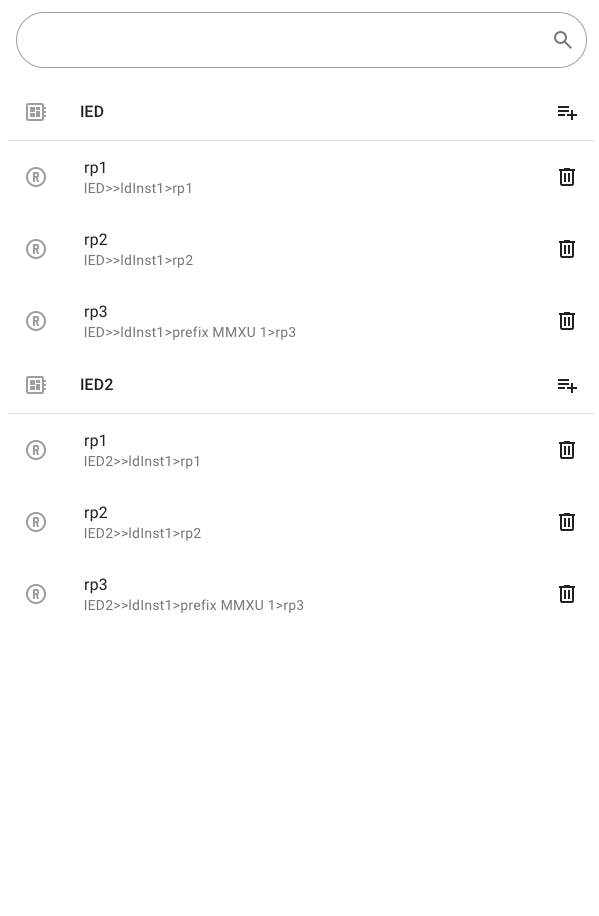 IED
rp1
IED>>ldInst1>rp1
rp2
IED>>ldInst1>rp2
rp3
IED>>ldInst1>prefix MMXU 1>rp3
IED2
rp1
IED2>>ldInst1>rp1
rp2
IED2>>ldInst1>rp2
rp3
IED2>>ldInst1>prefix MMXU 1>rp3